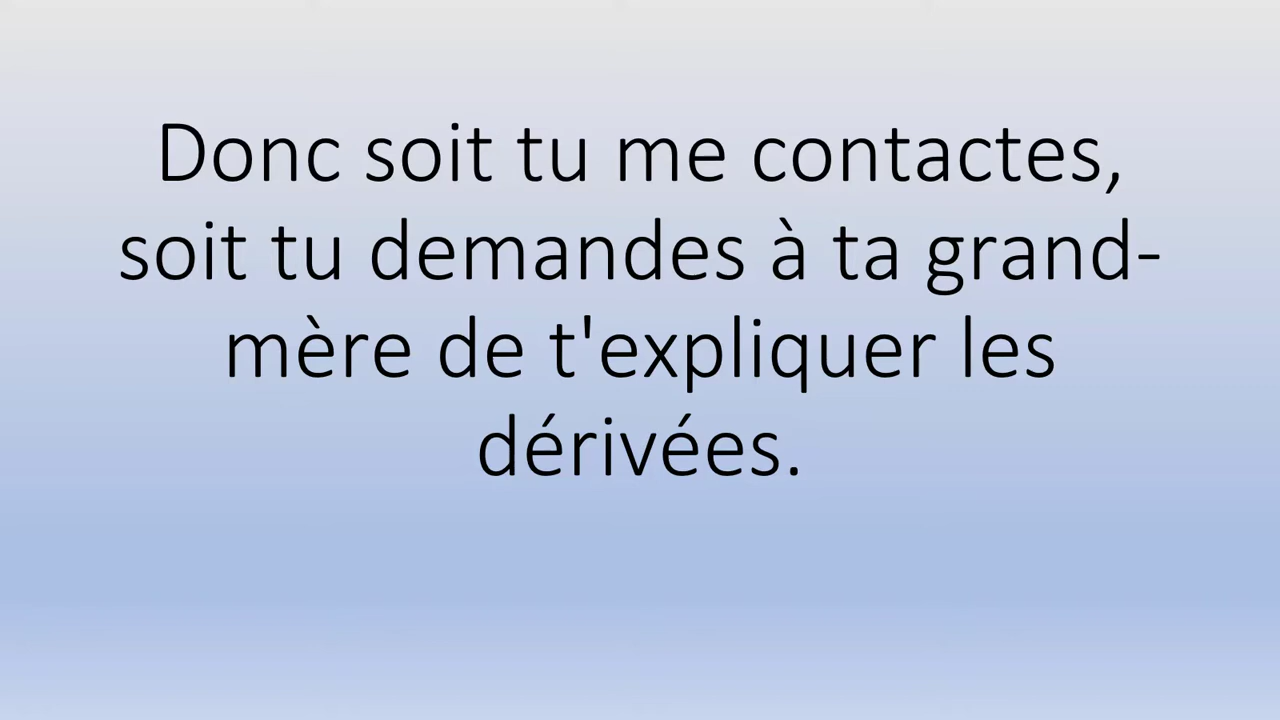 Donc soit tu me contactes,
soit tu demandes à ta grand-
mère de t'expliquer les
dérivées.